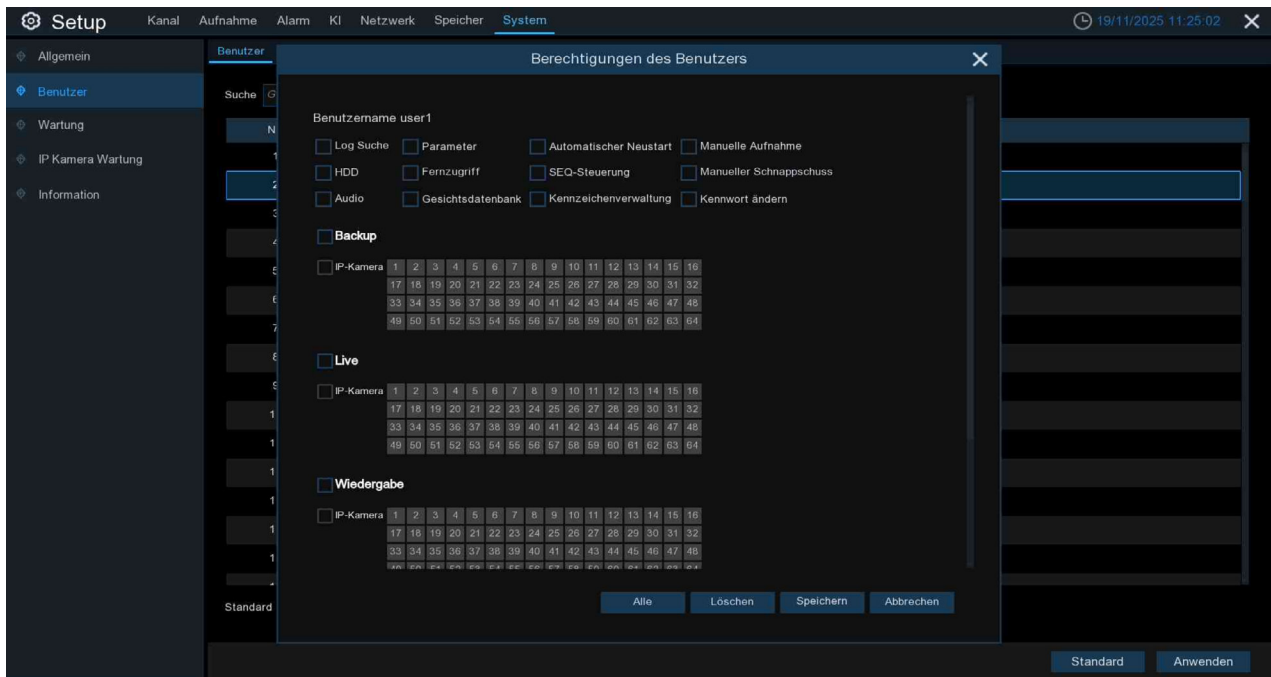 Setup Kanal Aufnahme Alarm KI Netzwerk Speicher System 19/11/2025 11:25:02
Allgemein
Benutzer
Wartung
IP Kamera Wartung
Information
Benutzer
Suche
Standard
Berechtigungen des Benutzers
Benutzername user1
Log Suche Parameter Automatischer Neustart Manuelle Aufnahme
HDD Fernzugriff SEQ-Steuerung Manueller Schnappschuss
Audio Gesichtsdatenbank Kennzeichenverwaltung Kennwort ändern
Backup
IP-Kamera 1 2 3 4 5 6 7 8 9 10 11 12 13 14 15 16
17 18 19 20 21 22 23 24 25 26 27 28 29 30 31 32
33 34 35 36 37 38 39 40 41 42 43 44 45 46 47 48
49 50 51 52 53 54 55 56 57 58 59 60 61 62 63 64
Live
IP-Kamera 1 2 3 4 5 6 7 8 9 10 11 12 13 14 15 16
17 18 19 20 21 22 23 24 25 26 27 28 29 30 31 32
33 34 35 36 37 38 39 40 41 42 43 44 45 46 47 48
49 50 51 52 53 54 55 56 57 58 59 60 61 62 63 64
Wiedergabe
IP-Kamera 1 2 3 4 5 6 7 8 9 10 11 12 13 14 15 16
17 18 19 20 21 22 23 24 25 26 27 28 29 30 31 32
33 34 35 36 37 38 39 40 41 42 43 44 45 46 47 48
Alle Löschen Speichern Abbrechen
Standard Anwenden